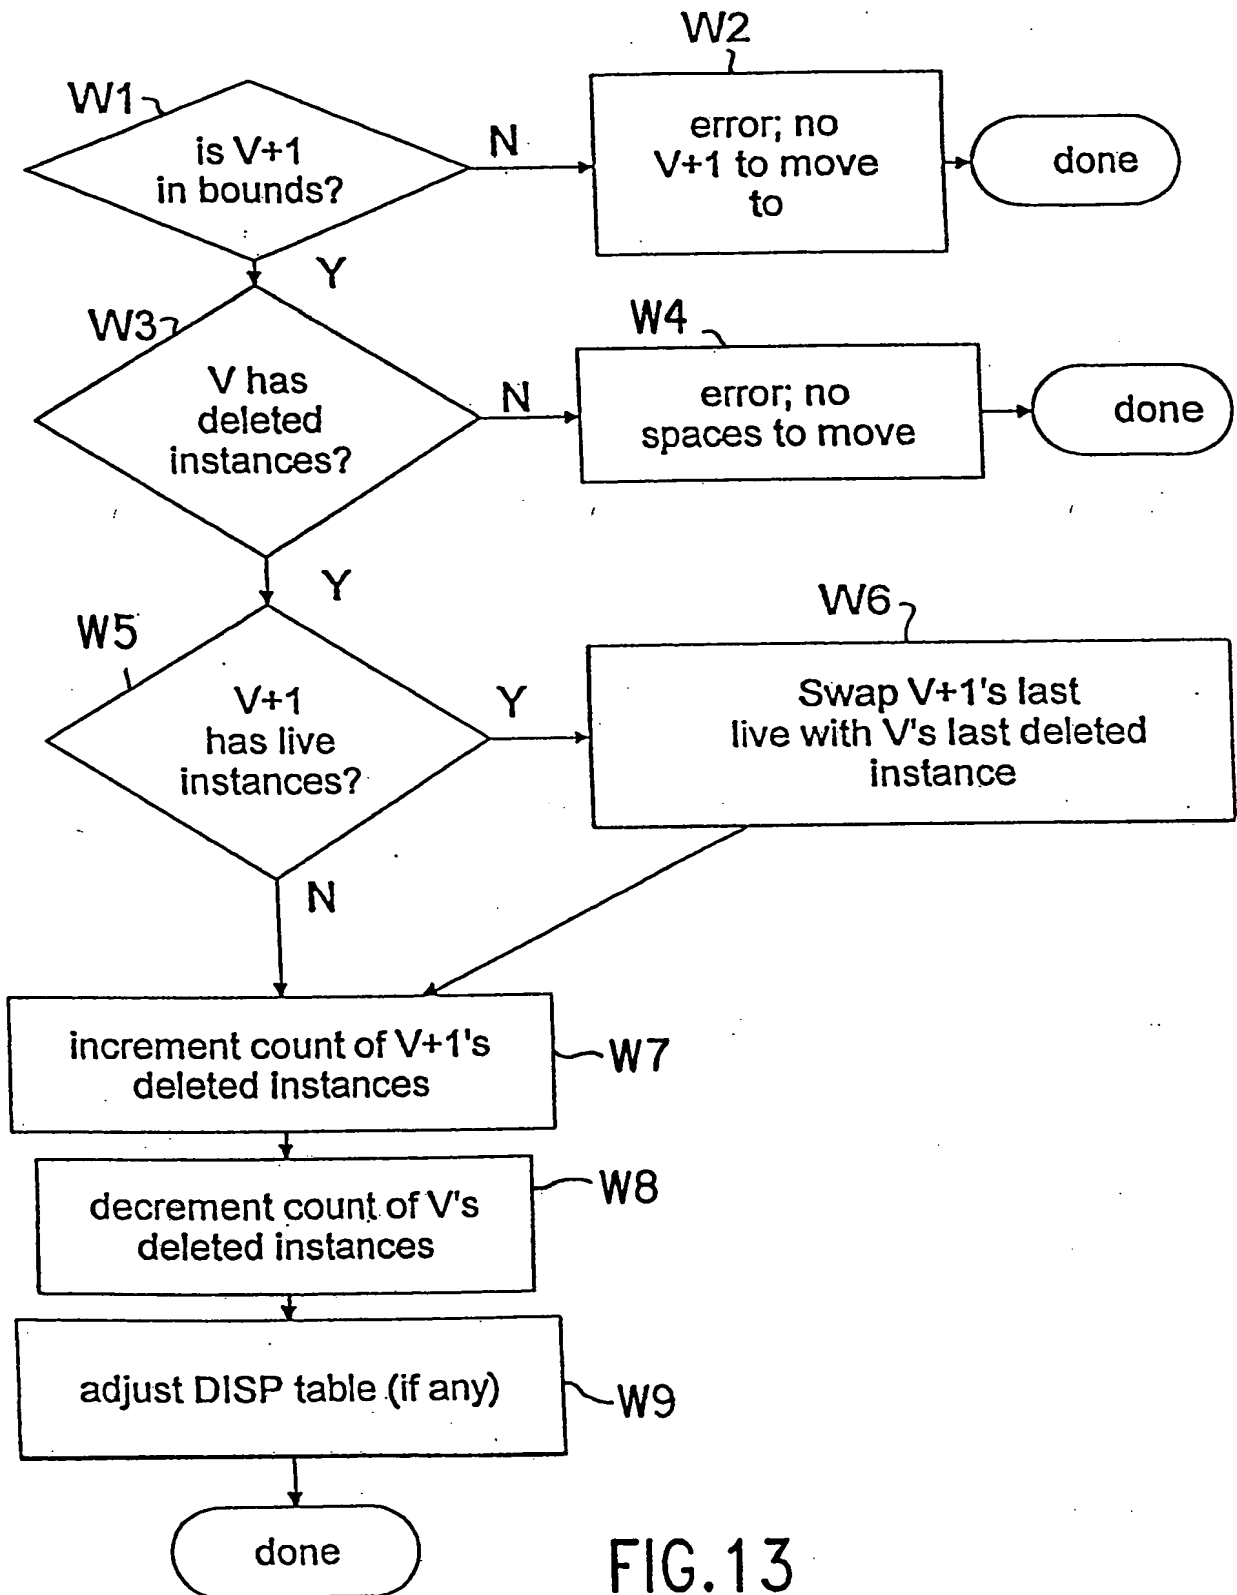 W1
is V+1
in bounds?
N
W2
error; no
V+1 to move
to
done
Y
W3
V has
deleted
instances?
N
W4
error; no
spaces to move
done
Y
W5
V+1
has live
instances?
Y
W6
Swap V+1's last
live with V's last deleted
instance
N
increment count of V+1's
deleted instances
W7
decrement count of V's
deleted instances
W8
adjust DISP table (if any)
W9
done
FIG.13